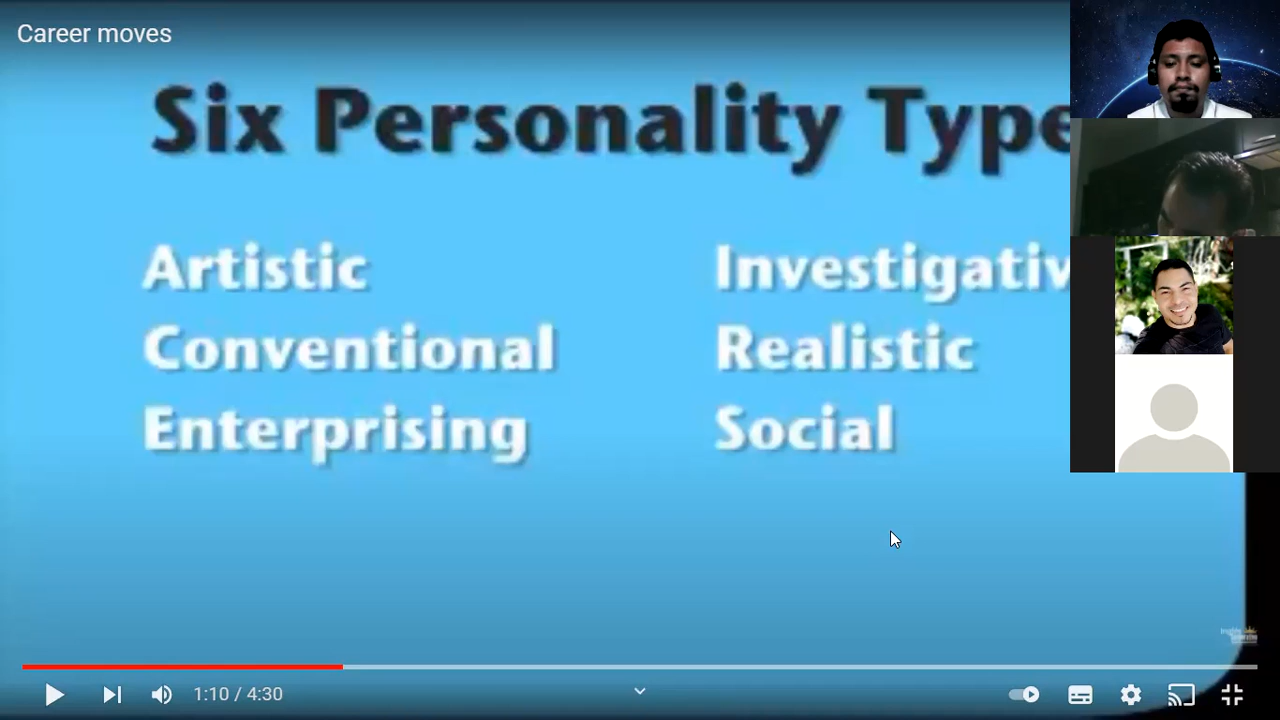 Career moves
Six Personality Type
Artistic
Investigativ
Conventional
Realistic
Enterprising
Social
1:10 / 4:30